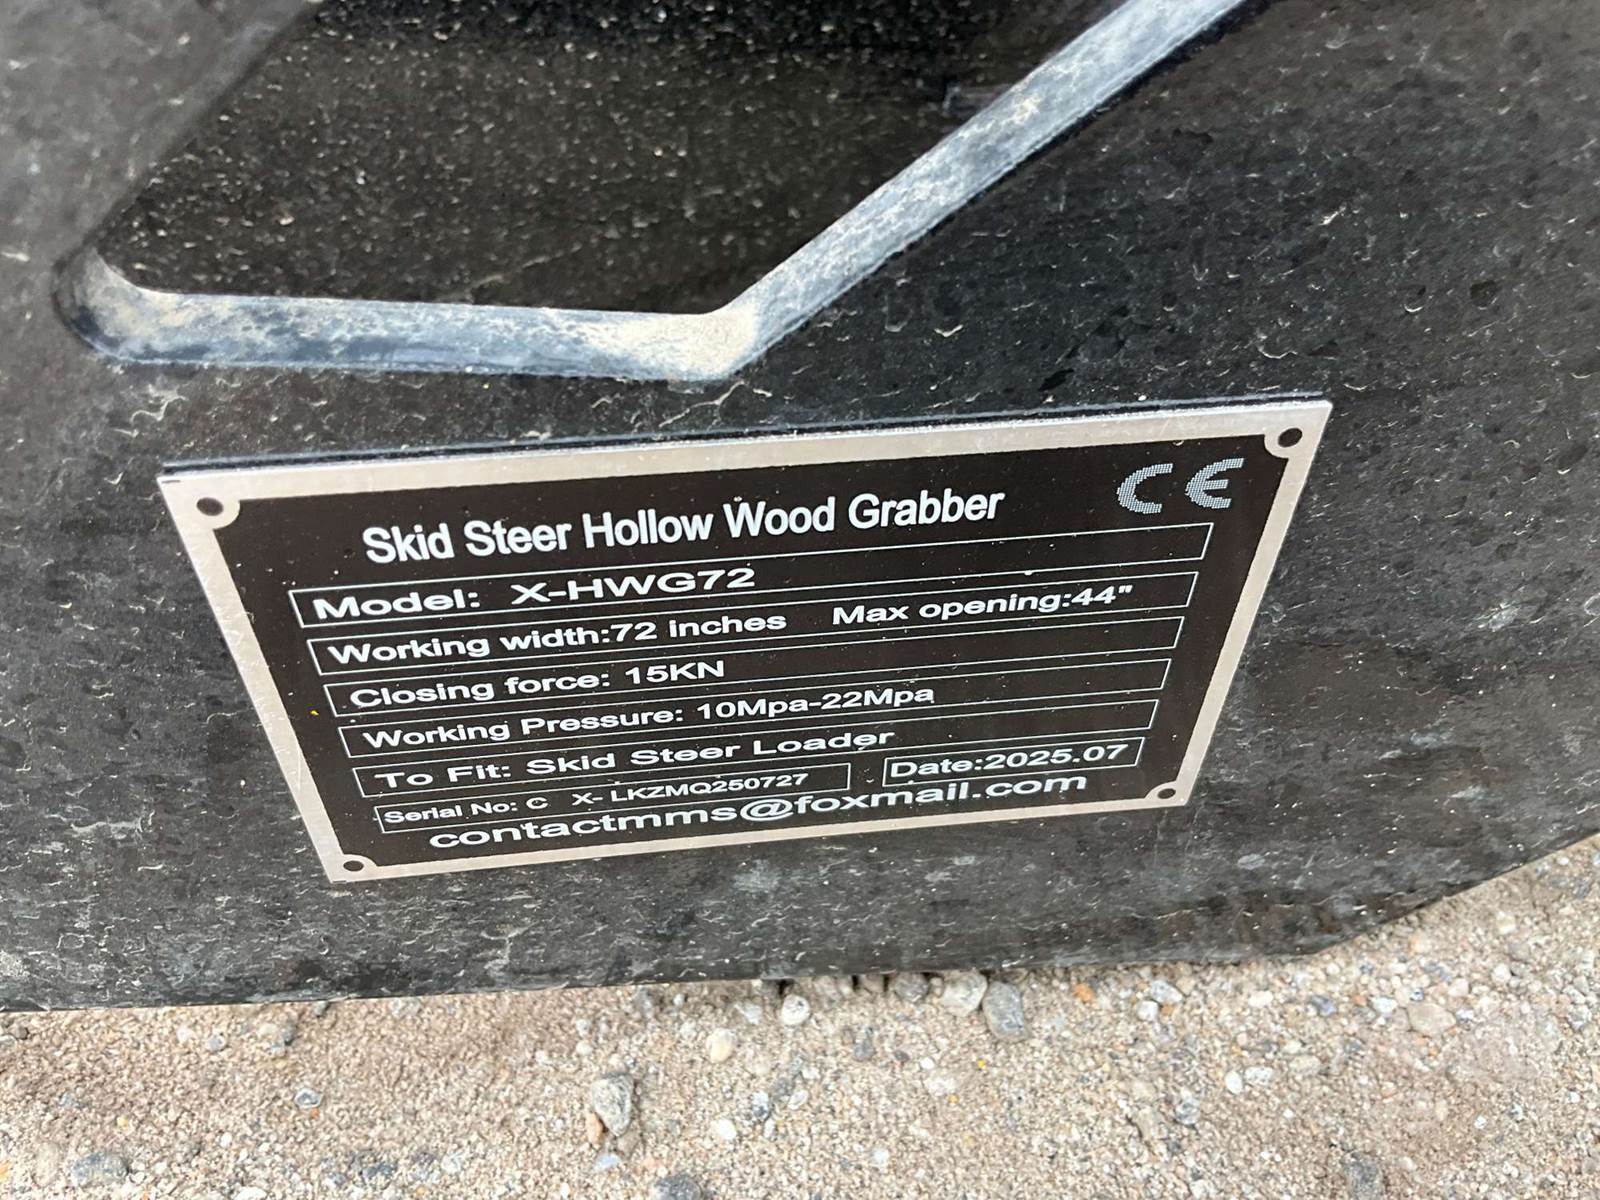 CE
Skid Steer Hollow Wood Grabber
Model: X-HWG72
Working width:72 inches Max opening:44"
Closing force: 15KN
Working Pressure: 10Mpa-22Mpa
To Fit: Skid Steer Loader
Serial No: C X- LKZMQ250727 Date:2025.07
contactmms@foxmail.com